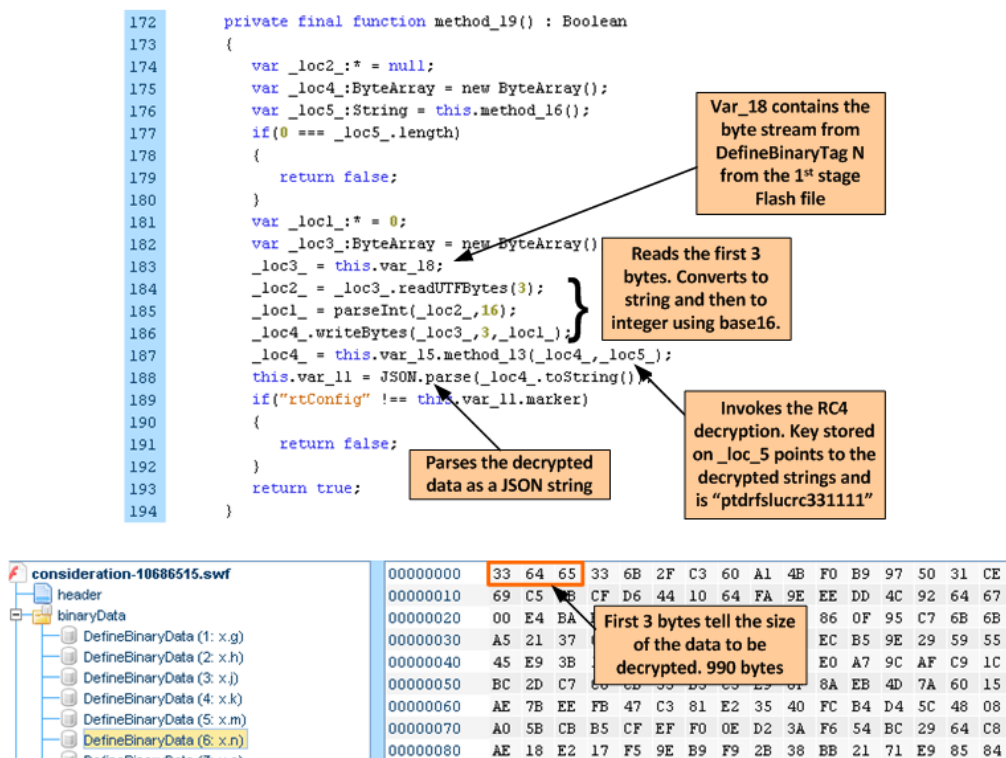 172 private final function method_19() : Boolean
173 {
174 var _loc2_:* = null;
175 var _loc4_:ByteArray = new ByteArray();
176 var _loc5_:String = this.method_16();
177 if(0 === _loc5_.length)
178 {
179 return false;
180 }
181 var _loc1_:* = 0;
182 var _loc3_:ByteArray = new ByteArray()
183 _loc3_ = this.var_18;
184 _loc2_ = _loc3_.readUTFBytes(3);
185 _loc1_ = parseInt(_loc2_,16);
186 _loc4_.writeBytes(_loc3_,3,_loc1_);
187 _loc4_ = this.var_15.method_13(_loc4_,_loc5_);
188 this.var_11 = JSON.parse(_loc4_.toString());
189 if("rtConfig" !== this.var_11.marker)
190 {
191 return false;
192 }
193 return true;
194 }
Var_18 contains the
byte stream from
DefineBinaryTag N
from the 1st stage
Flash file
Reads the first 3
bytes. Converts to
string and then to
integer using base16.
}
Invokes the RC4
decryption. Key stored
on _loc_5 points to the
decrypted strings and
is "ptdrfslucrc331111"
Parses the decrypted
data as a JSON string
consideration-10686515.swf
header
binaryData
DefineBinaryData (1: x.g)
DefineBinaryData (2: x.h)
DefineBinaryData (3: x.j)
DefineBinaryData (4: x.k)
DefineBinaryData (5: x.m)
DefineBinaryData (6: x.n)
00000000 33 64 65 33 6B 2F C3 60 A1 4B F0 B9 97 50 31 CE
00000010 69 C5 CF D6 44 10 64 FA 9E EE DD 4C 92 64 67
00000020 00 E4 BA 86 0F 95 C7 6B 6B
00000030 A5 21 37 EC B5 9E 29 59 55
00000040 45 E9 3B E0 A7 9C AF C9 1C
00000050 BC 2D C7 8A EB 4D 7A 60 15
00000060 AE 7B EE FB 47 C3 81 E2 35 40 FC B4 D4 5C 48 08
00000070 A0 5B CB B5 CF EF F0 0E D2 3A F6 54 BC 29 64 C8
00000080 AE 18 E2 17 F5 9E B9 F9 2B 38 BB 21 71 E9 85 84
First 3 bytes tell the size
of the data to be
decrypted. 990 bytes